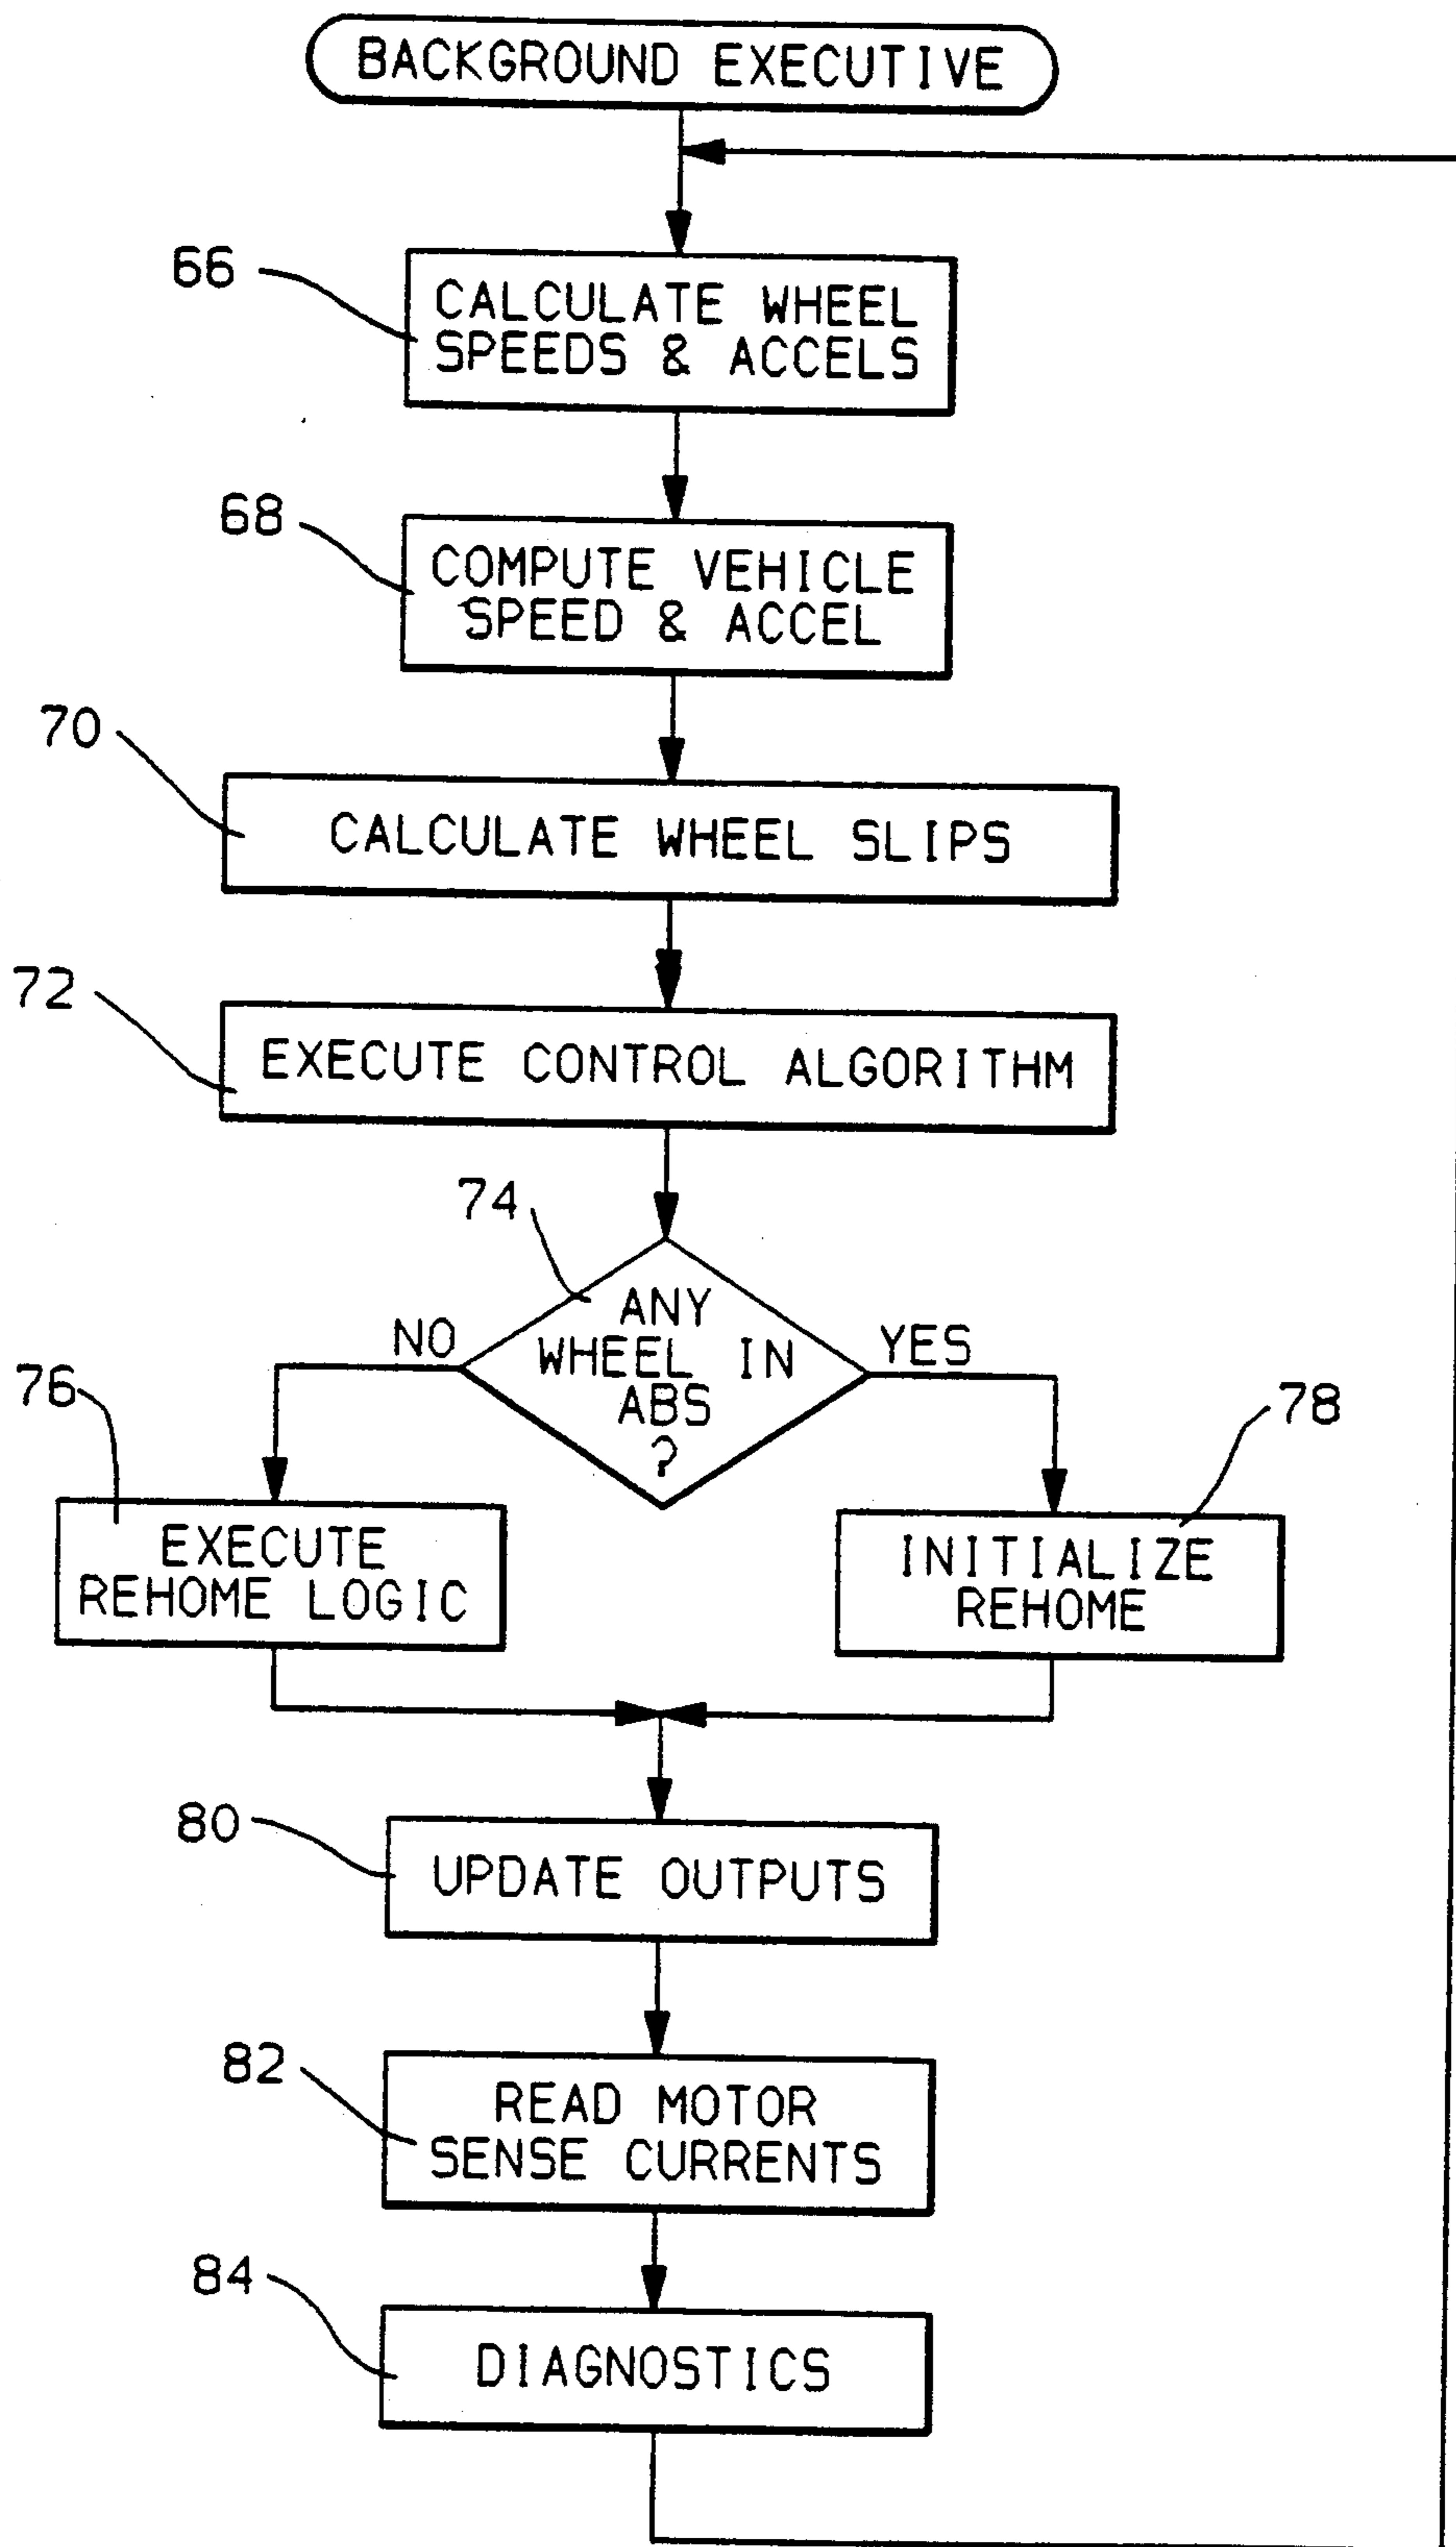 BACKGROUND EXECUTIVE
66
CALCULATE WHEEL
SPEEDS & ACCELS
68
COMPUTE VEHICLE
SPEED & ACCEL
70
CALCULATE WHEEL SLIPS
72
EXECUTE CONTROL ALGORITHM
74
ANY
WHEEL IN
ABS
?
NO
YES
76
EXECUTE
REHOME LOGIC
78
INITIALIZE
REHOME
80
UPDATE OUTPUTS
82
READ MOTOR
SENSE CURRENTS
84
DIAGNOSTICS